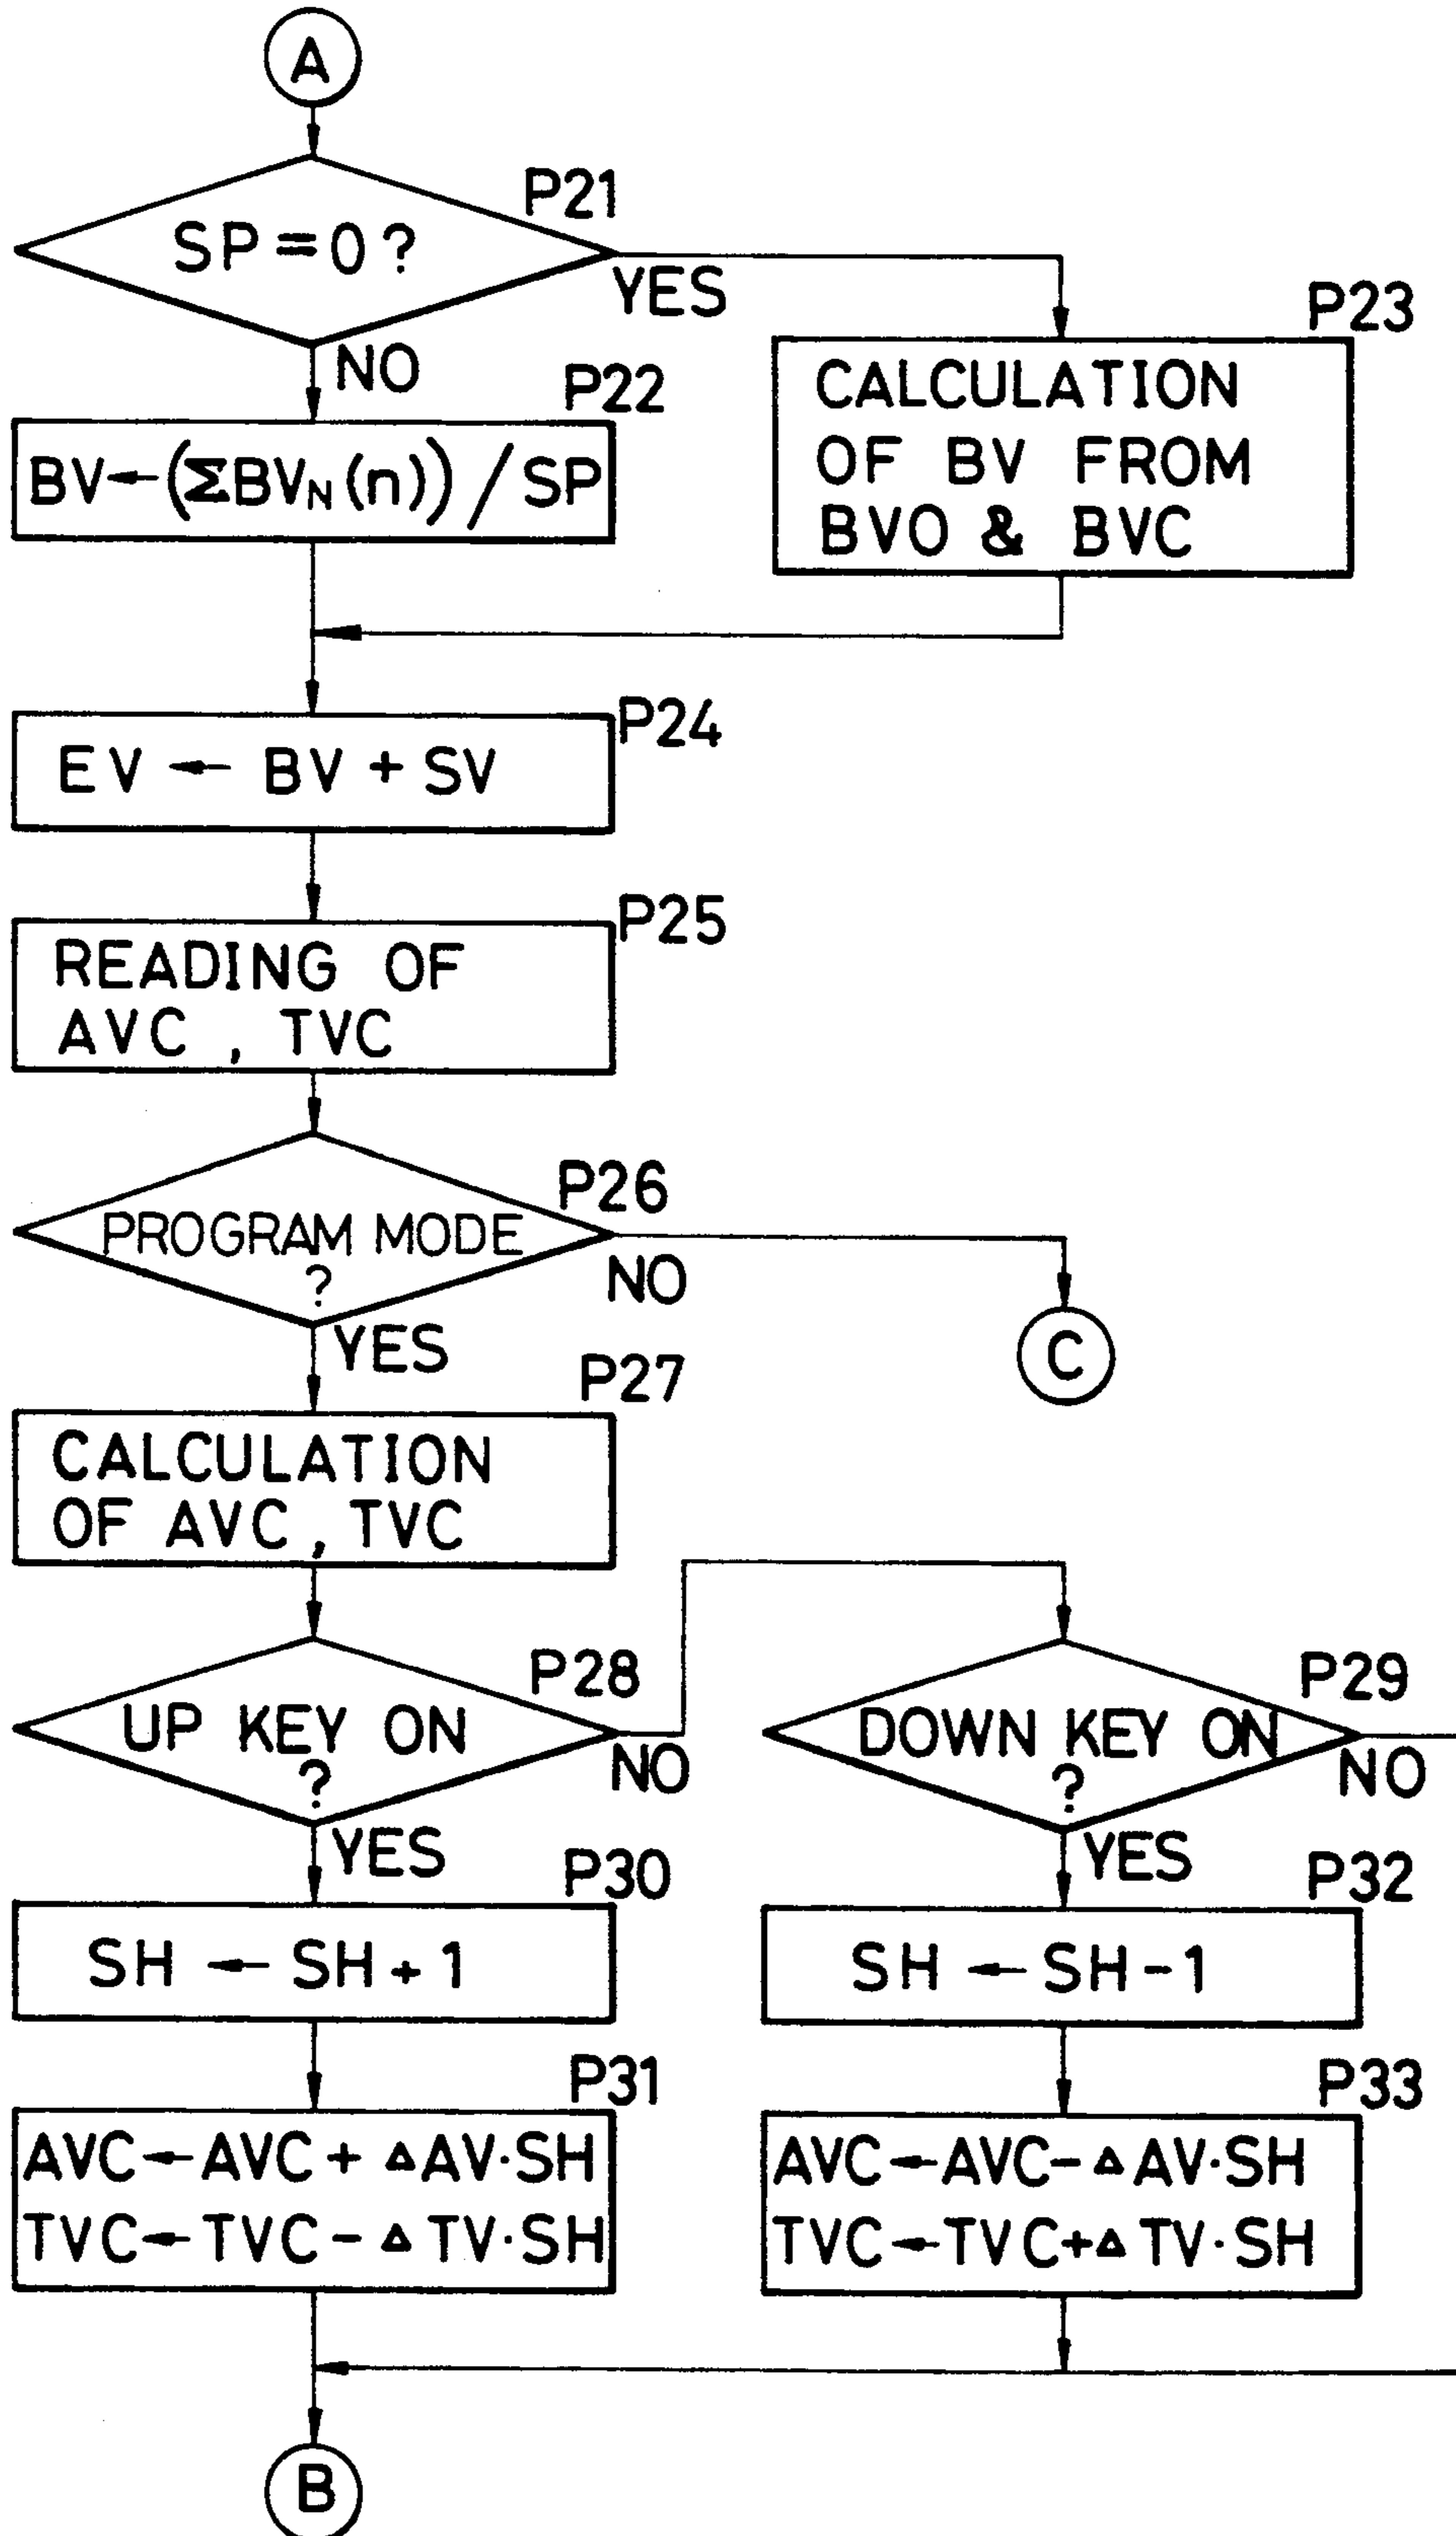 A
P21
SP=0?
YES
NO
P22
BV←(ΣBVN(n))/SP
P23
CALCULATION
OF BV FROM
BVO & BVC
P24
EV ← BV + SV
P25
READING OF
AVC , TVC
P26
PROGRAM MODE
?
NO
YES
C
P27
CALCULATION
OF AVC, TVC
P28
UP KEY ON
?
NO
YES
P29
DOWN KEY ON
?
NO
YES
P30
SH ← SH + 1
P32
SH ← SH - 1
P31
AVC←AVC + ΔAV·SH
TVC←TVC - ΔTV·SH
P33
AVC←AVC-ΔAV·SH
TVC←TVC+ΔTV·SH
B